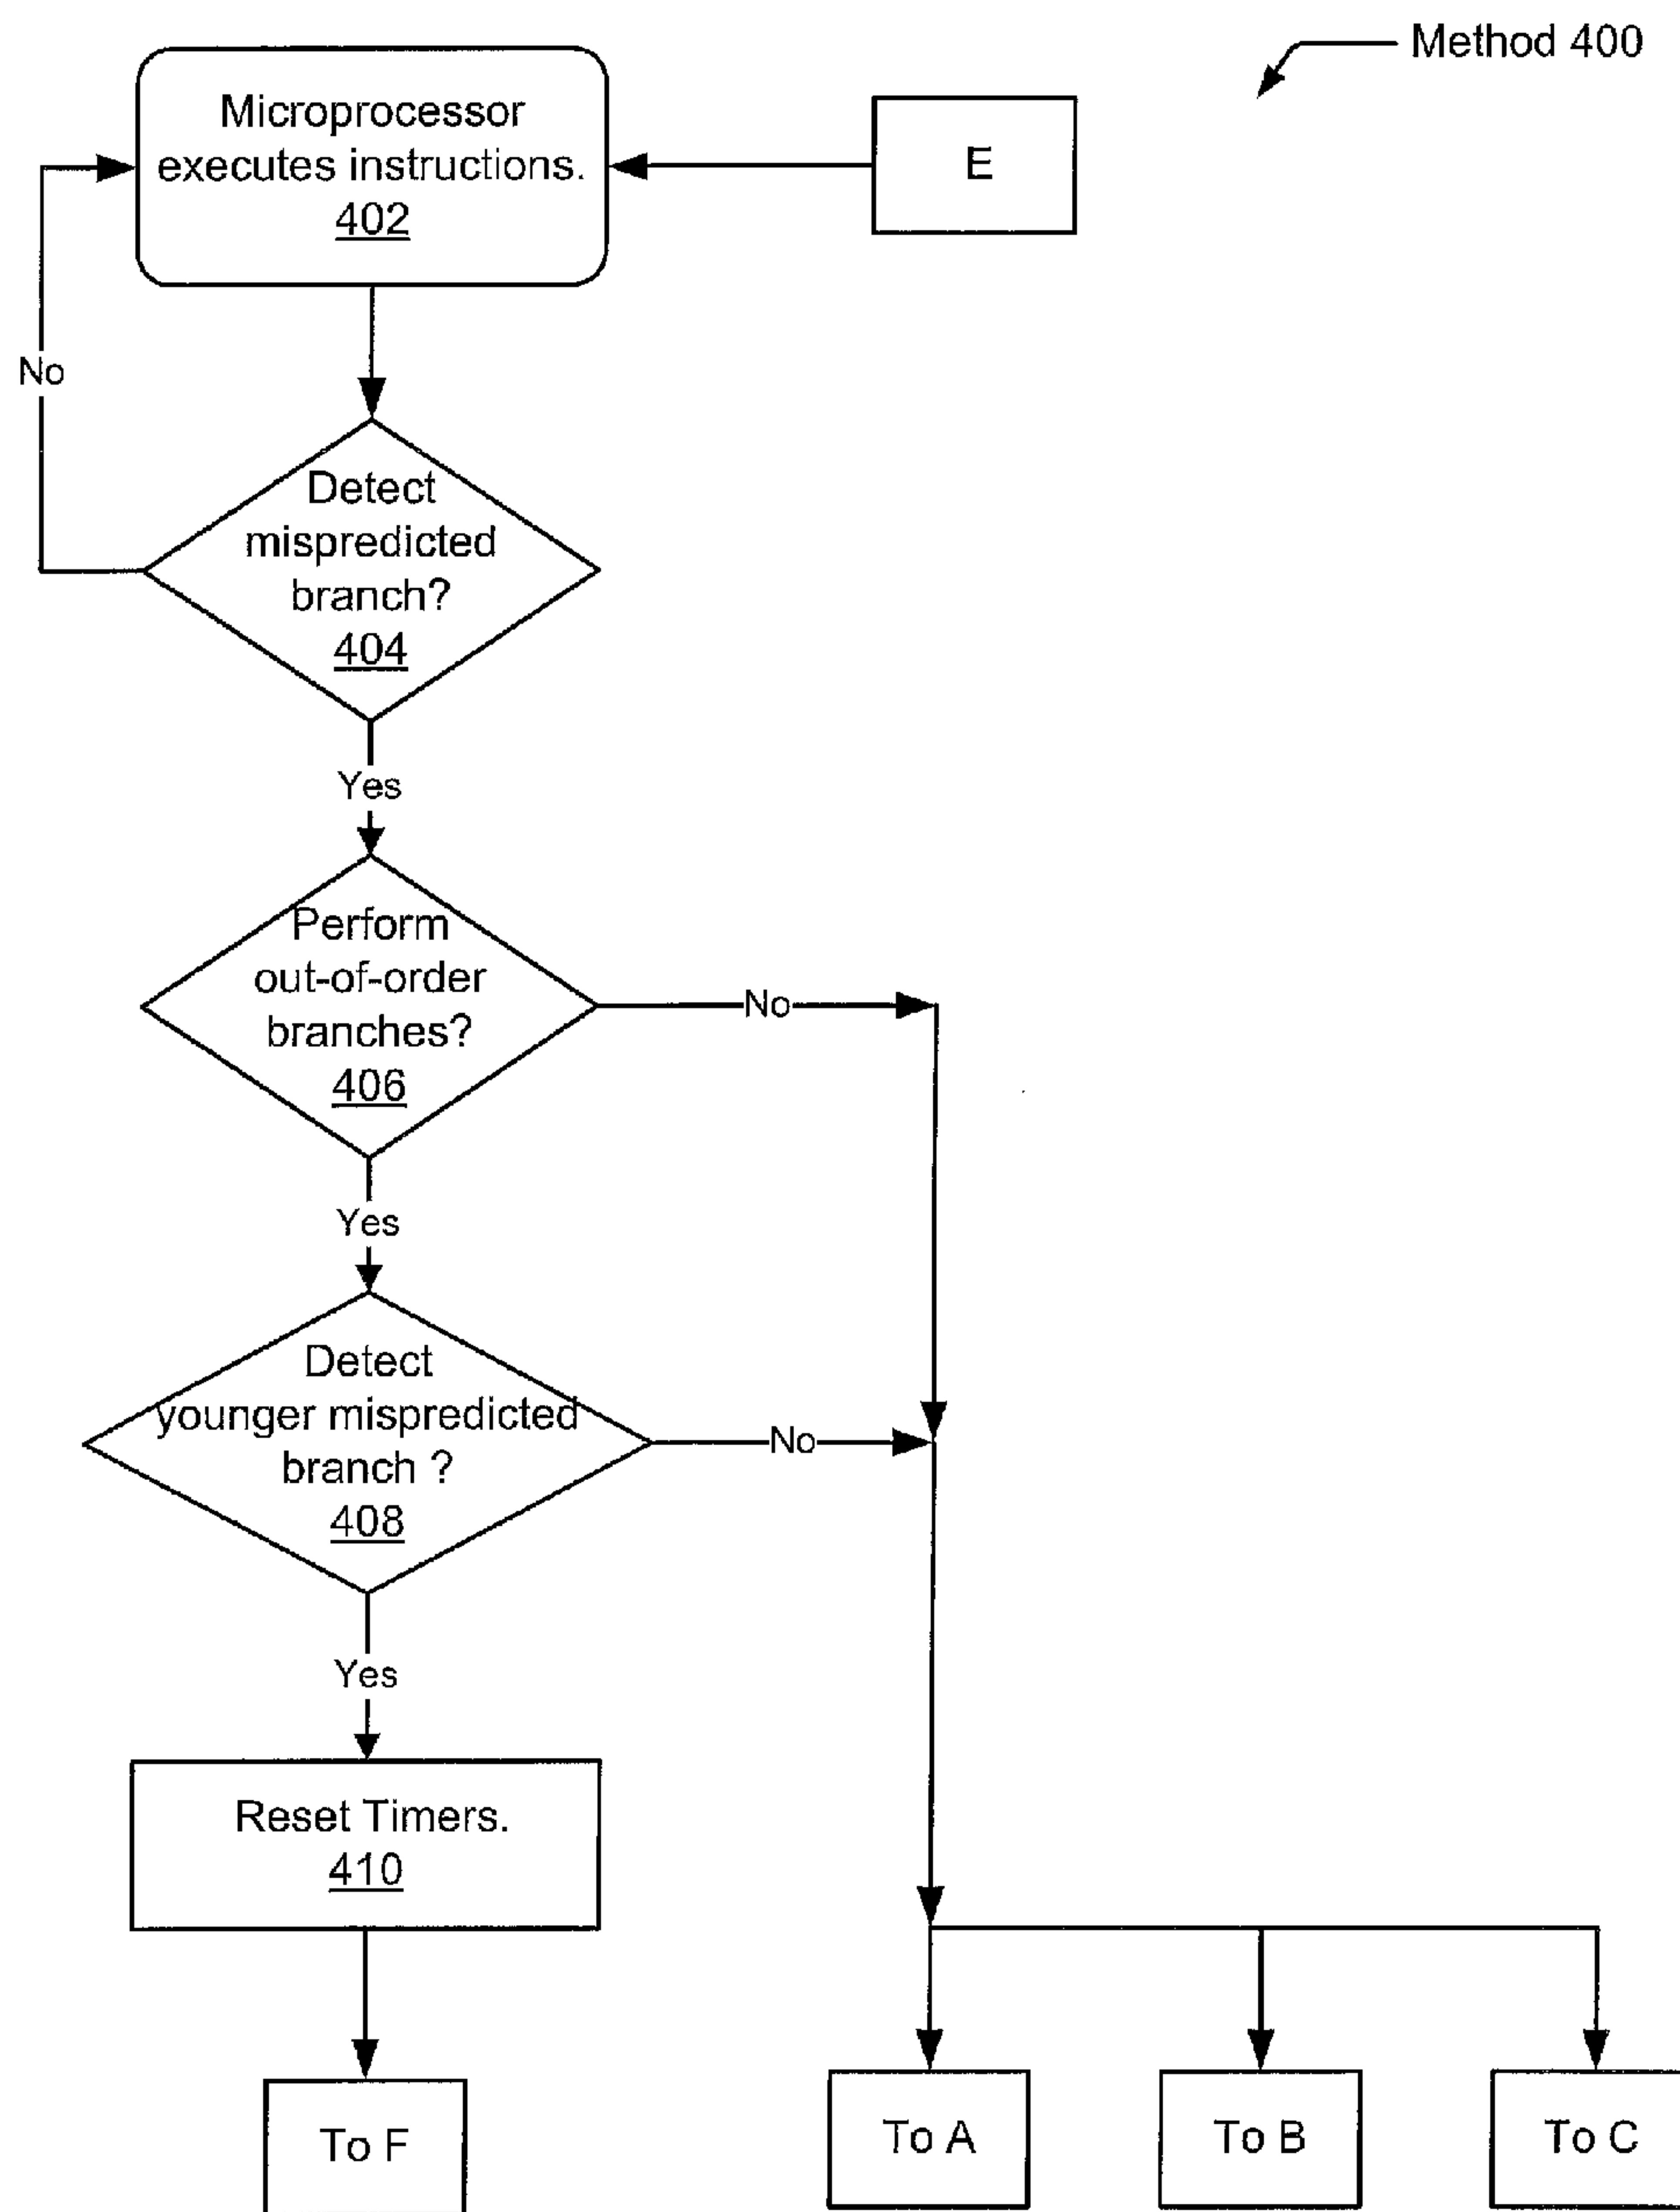 Method 400
Microprocessor
executes instructions.
402
E
No
Detect
mispredicted
branch?
404
Yes
Perform
out-of-order
branches?
406
No
Yes
Detect
younger mispredicted
branch ?
408
No
Yes
Reset Timers.
410
To F
To A
To B
To C